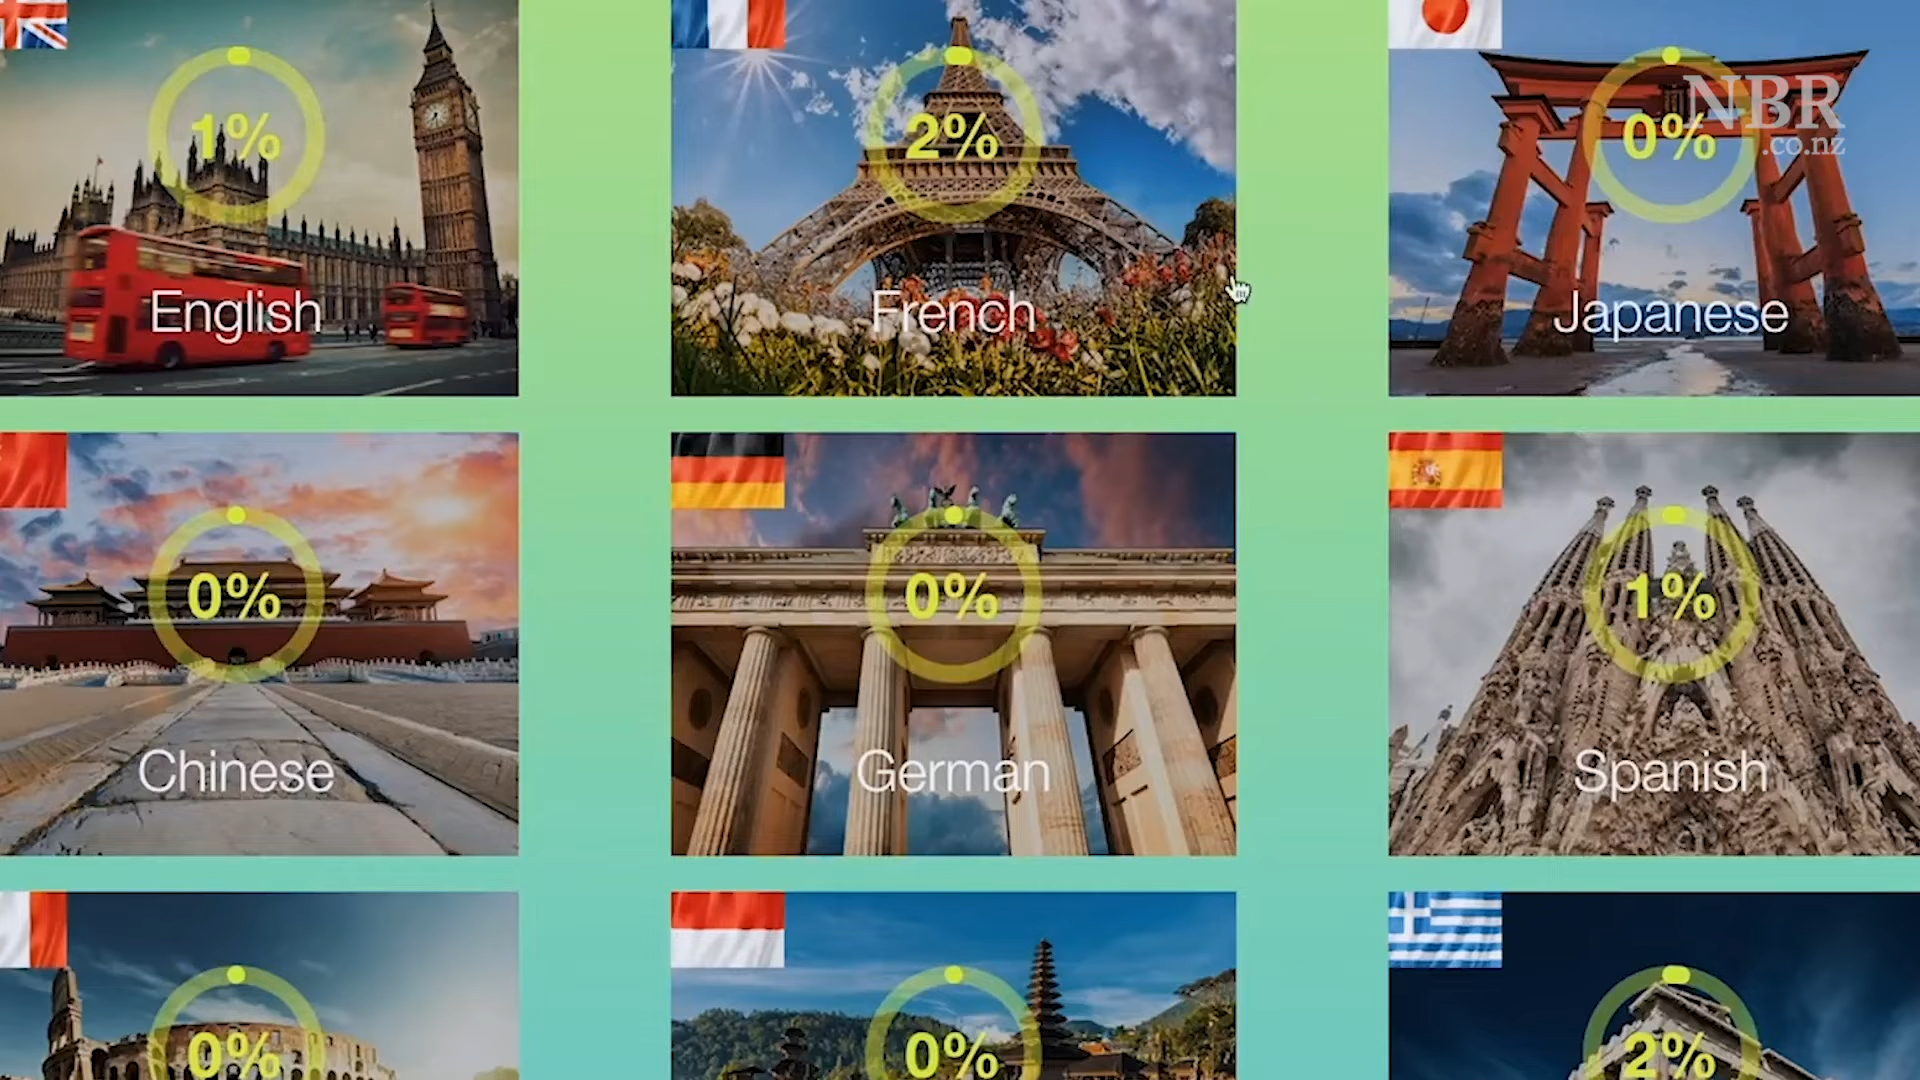 1%
2%
0%
NBR
.co.nz
English
French
Japanese
0%
0%
1%
Chinese
German
Spanish
0%
0%
2%